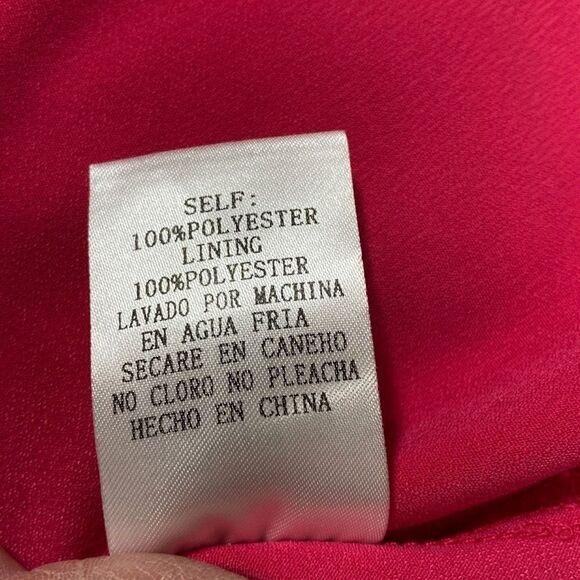 SELF:
100%POLYESTER
LINING
100%POLYESTER
LAVADO POR MACHINA
EN AGUA FRIA
SECARE EN CANEHO
NO CLORO NO PLEACHA
HECHO EN CHINA